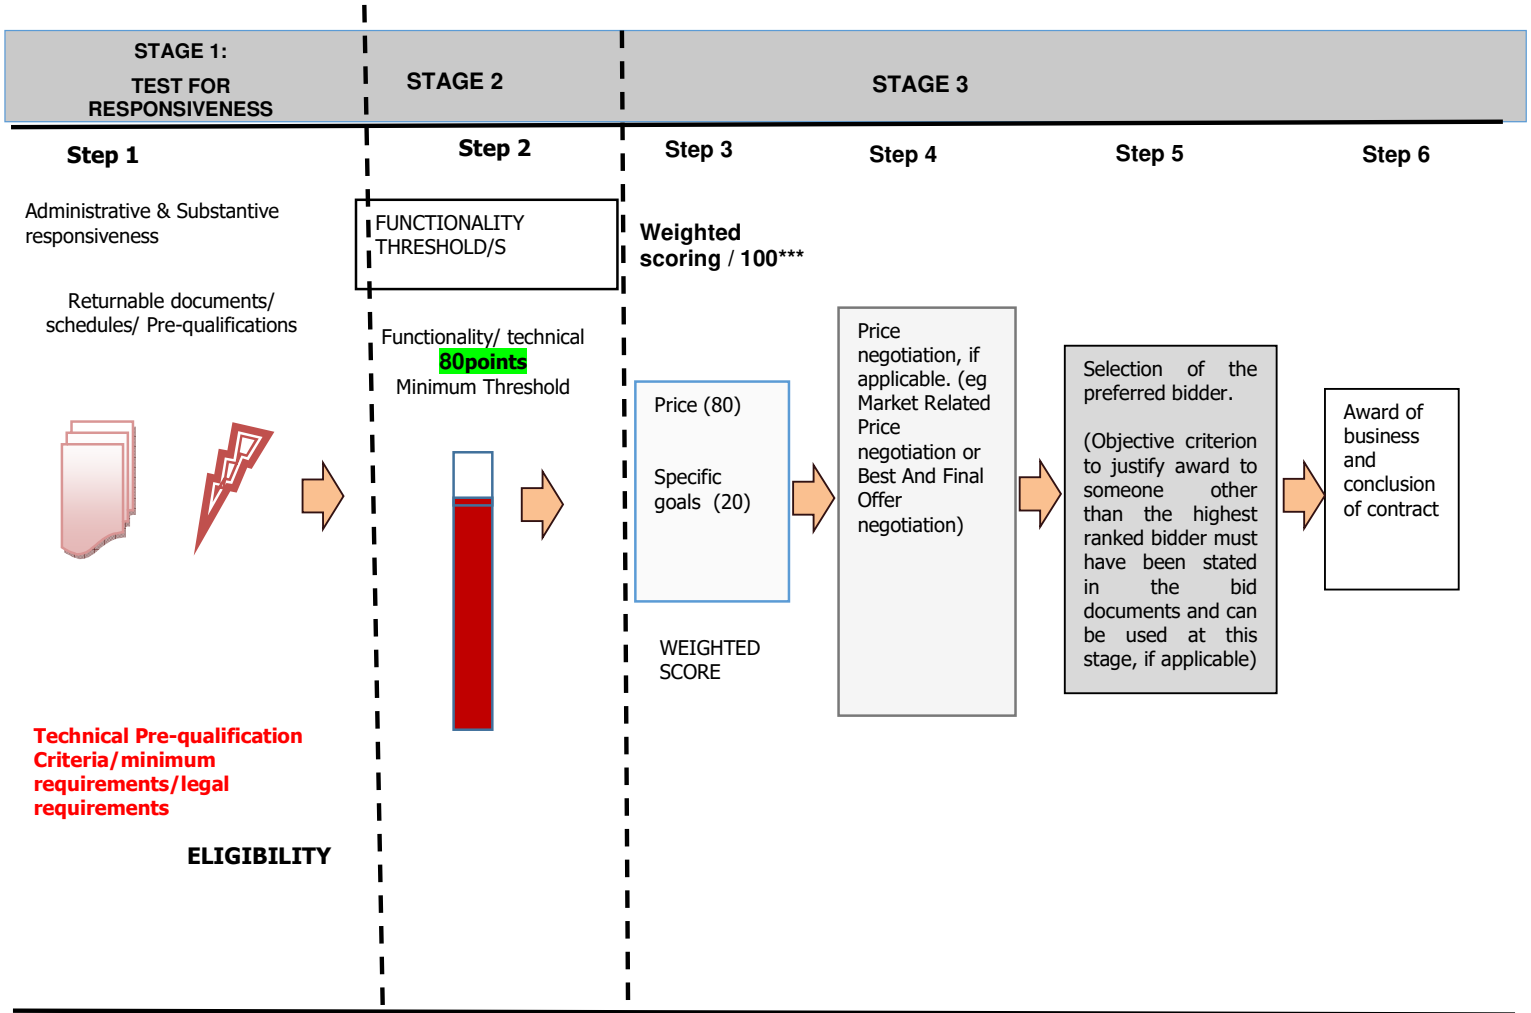 STAGE 1:
TEST FOR
RESPONSIVENESS
STAGE 2
STAGE 3
Step 1
Step 2
Step 3
Step 4
Step 5
Step 6
Administrative & Substantive
responsiveness
Returnable documents/
schedules/ Pre-qualifications
Technical Pre-qualification
Criteria/minimum
requirements/legal
requirements
ELIGIBILITY
FUNCTIONALITY
THRESHOLD/S
Functionality/ technical
80points
Minimum Threshold
Weighted
scoring / 100***
Price (80)
Specific
goals (20)
WEIGHTED
SCORE
Price
negotiation, if
applicable. (eg
Market Related
Price
negotiation or
Best And Final
Offer
negotiation)
Selection of the
preferred bidder.
(Objective criterion
to justify award to
someone other
than the highest
ranked bidder must
have been stated
in the bid
documents and can
be used at this
stage, if applicable)
Award of
business
and
conclusion
of contract